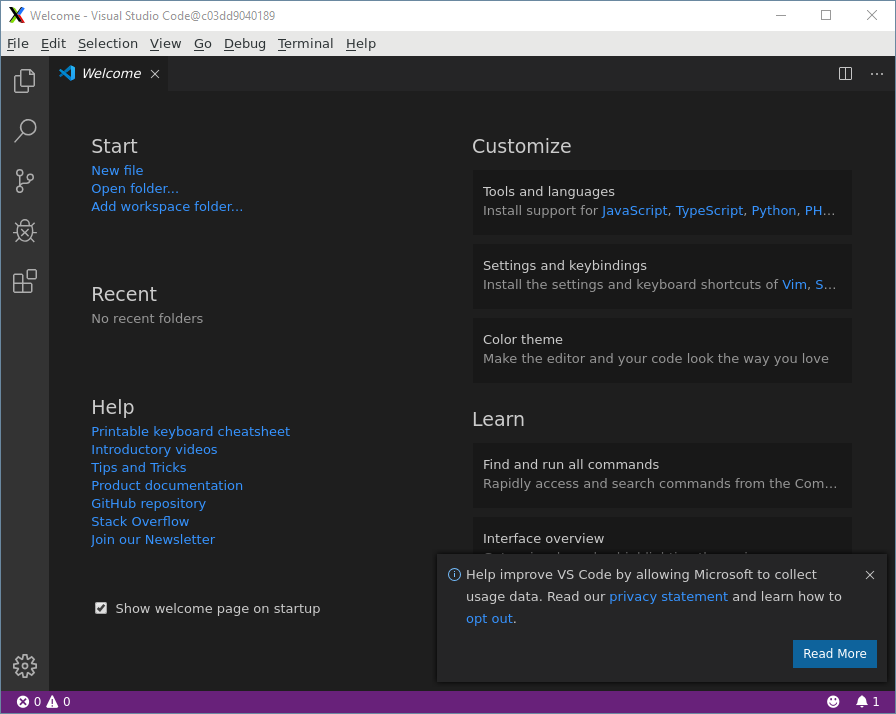 Welcome - Visual Studio Code@c03dd9040189
File Edit Selection View Go Debug Terminal Help
Welcome
Start
New file
Open folder...
Add workspace folder...
Recent
No recent folders
Help
Printable keyboard cheatsheet
Introductory videos
Tips and Tricks
Product documentation
GitHub repository
Stack Overflow
Join our Newsletter
Show welcome page on startup
Customize
Tools and languages
Install support for JavaScript, TypeScript, Python, PH...
Settings and keybindings
Install the settings and keyboard shortcuts of Vim, S...
Color theme
Make the editor and your code look the way you love
Learn
Find and run all commands
Rapidly access and search commands from the Com...
Interface overview
Help improve VS Code by allowing Microsoft to collect
usage data. Read our privacy statement and learn how to
opt out.
Read More
0 0
1